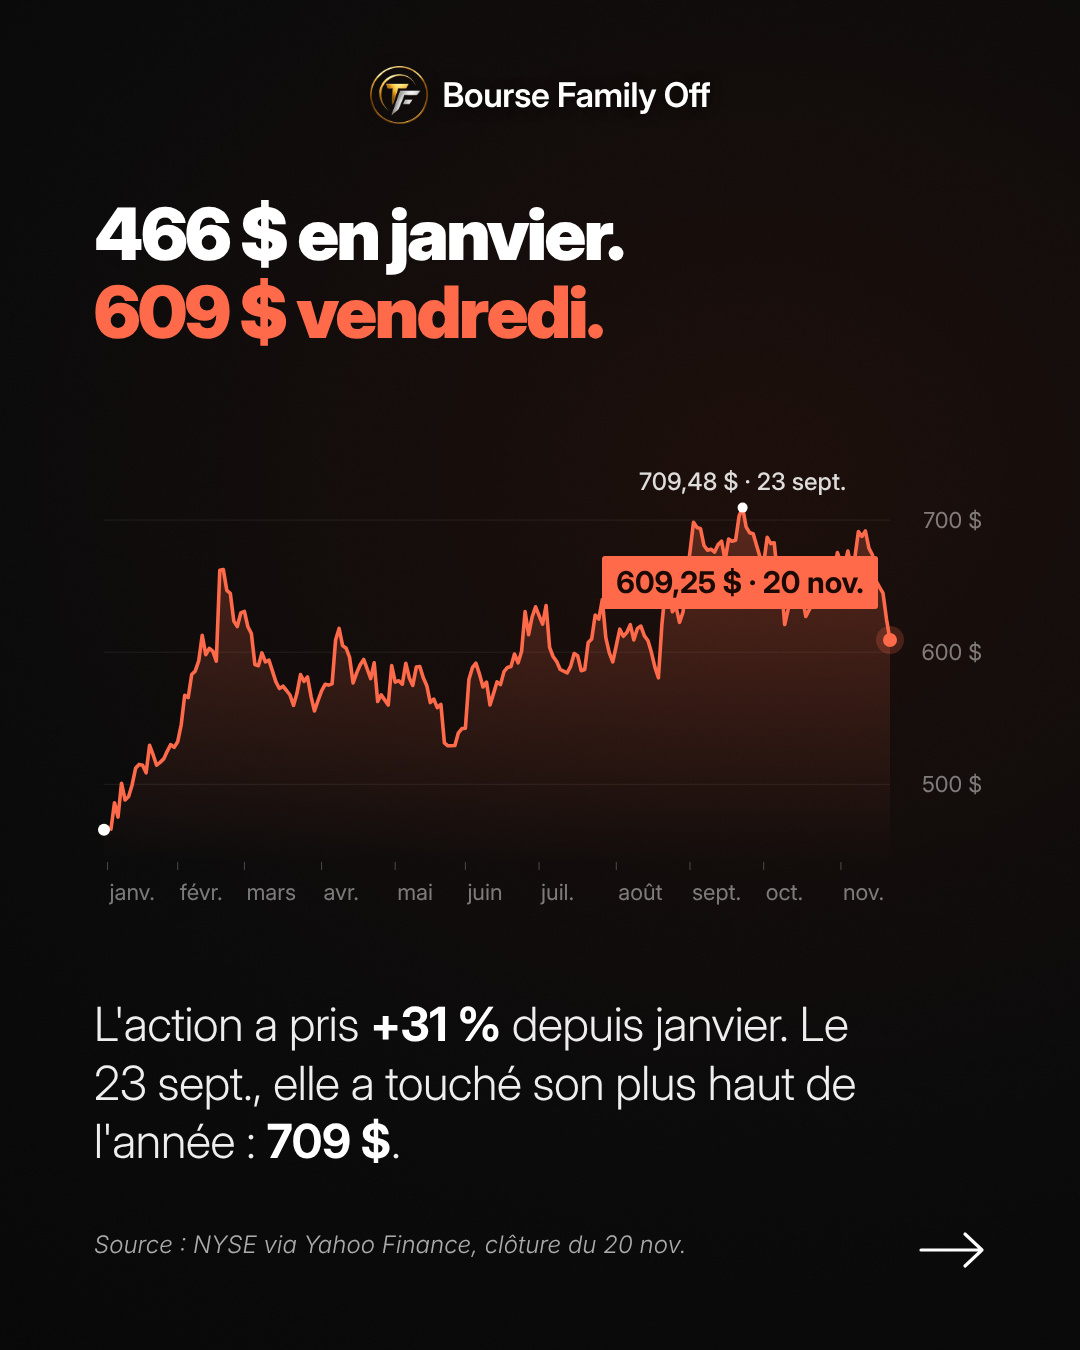 TF Bourse Family Off
466 $ en janvier.
609 $ vendredi.
709,48 $ · 23 sept.
700 $
609,25 $ · 20 nov.
600 $
500 $
janv. févr. mars avr. mai juin juil. août sept. oct. nov.
L'action a pris +31 % depuis janvier. Le
23 sept., elle a touché son plus haut de
l'année : 709 $.
Source : NYSE via Yahoo Finance, clôture du 20 nov.